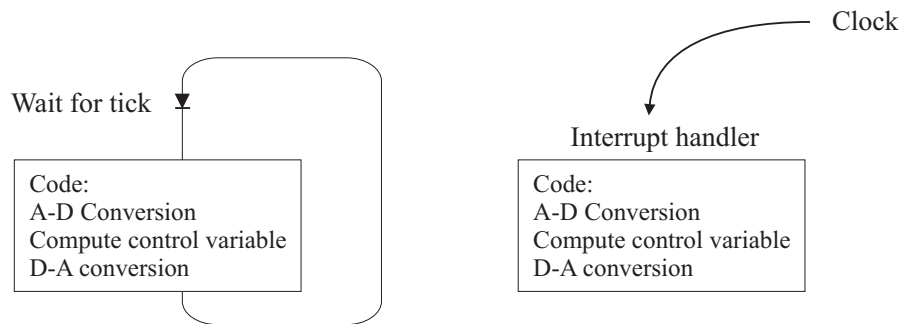 Clock
Wait for tick
Interrupt handler
Code:
A-D Conversion
Compute control variable
D-A conversion
Code:
A-D Conversion
Compute control variable
D-A conversion